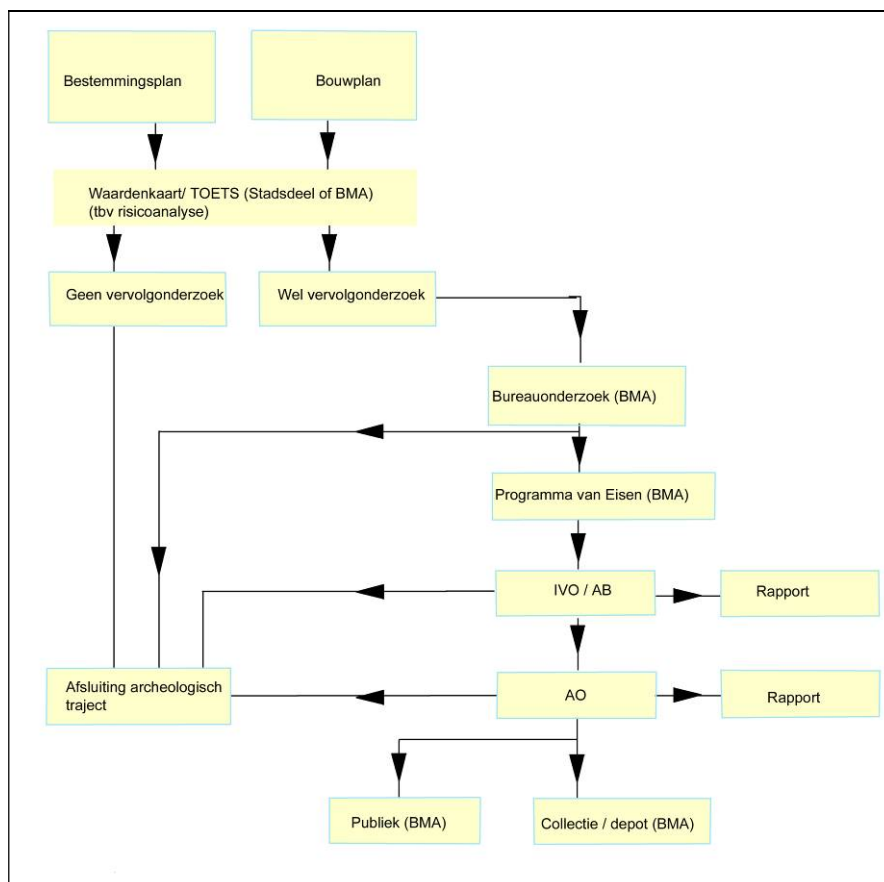 Bestemmingsplan
Bouwplan
Waardenkaart/ TOETS (Stadsdeel of BMA)
(tbv risicoanalyse)
Geen vervolgonderzoek
Wel vervolgonderzoek
Bureauonderzoek (BMA)
Programma van Eisen (BMA)
IVO / AB
Rapport
Afsluiting archeologisch
traject
AO
Rapport
Publiek (BMA)
Collectie / depot (BMA)